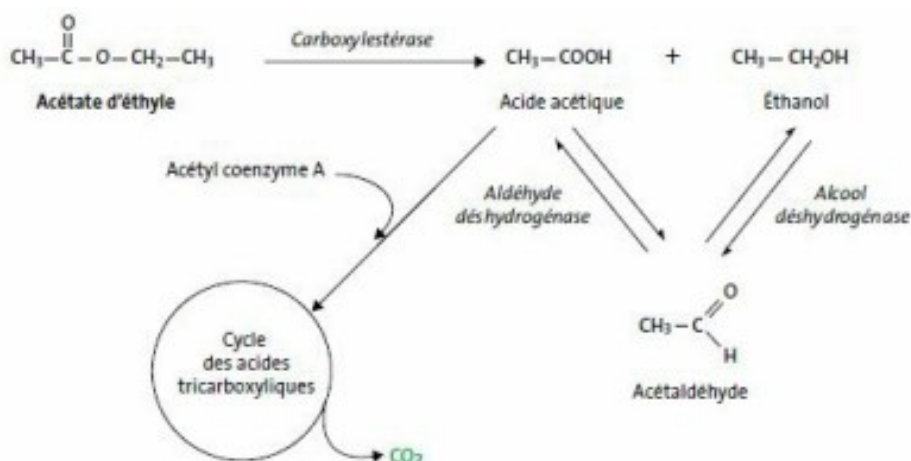 O
CH₃–C–O–CH₂–CH₃
Acétate d'éthyle
Carboxylestérase
CH₃–COOH
+
CH₃–CH₂OH
Acide acétique
Éthanol
Acétyl coenzyme A
Aldéhyde
déshydrogénase
Alcool
déshydrogénase
O
CH₃–C
H
Acétaldéhyde
Cycle
des acides
tricarboxyliques
CO₂